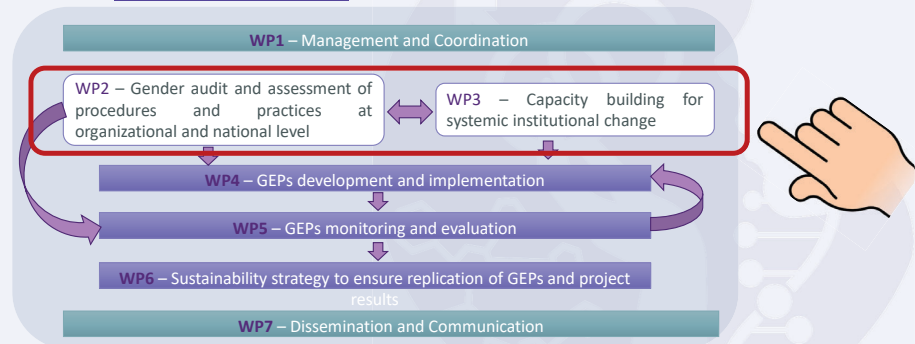 WP1 – Management and Coordination
WP2 – Gender audit and assessment of
procedures and practices at
organizational and national level
WP3 – Capacity building for
systemic institutional change
WP4 – GEPs development and implementation
WP5 – GEPs monitoring and evaluation
WP6 – Sustainability strategy to ensure replication of GEPs and project
results
WP7 – Dissemination and Communication